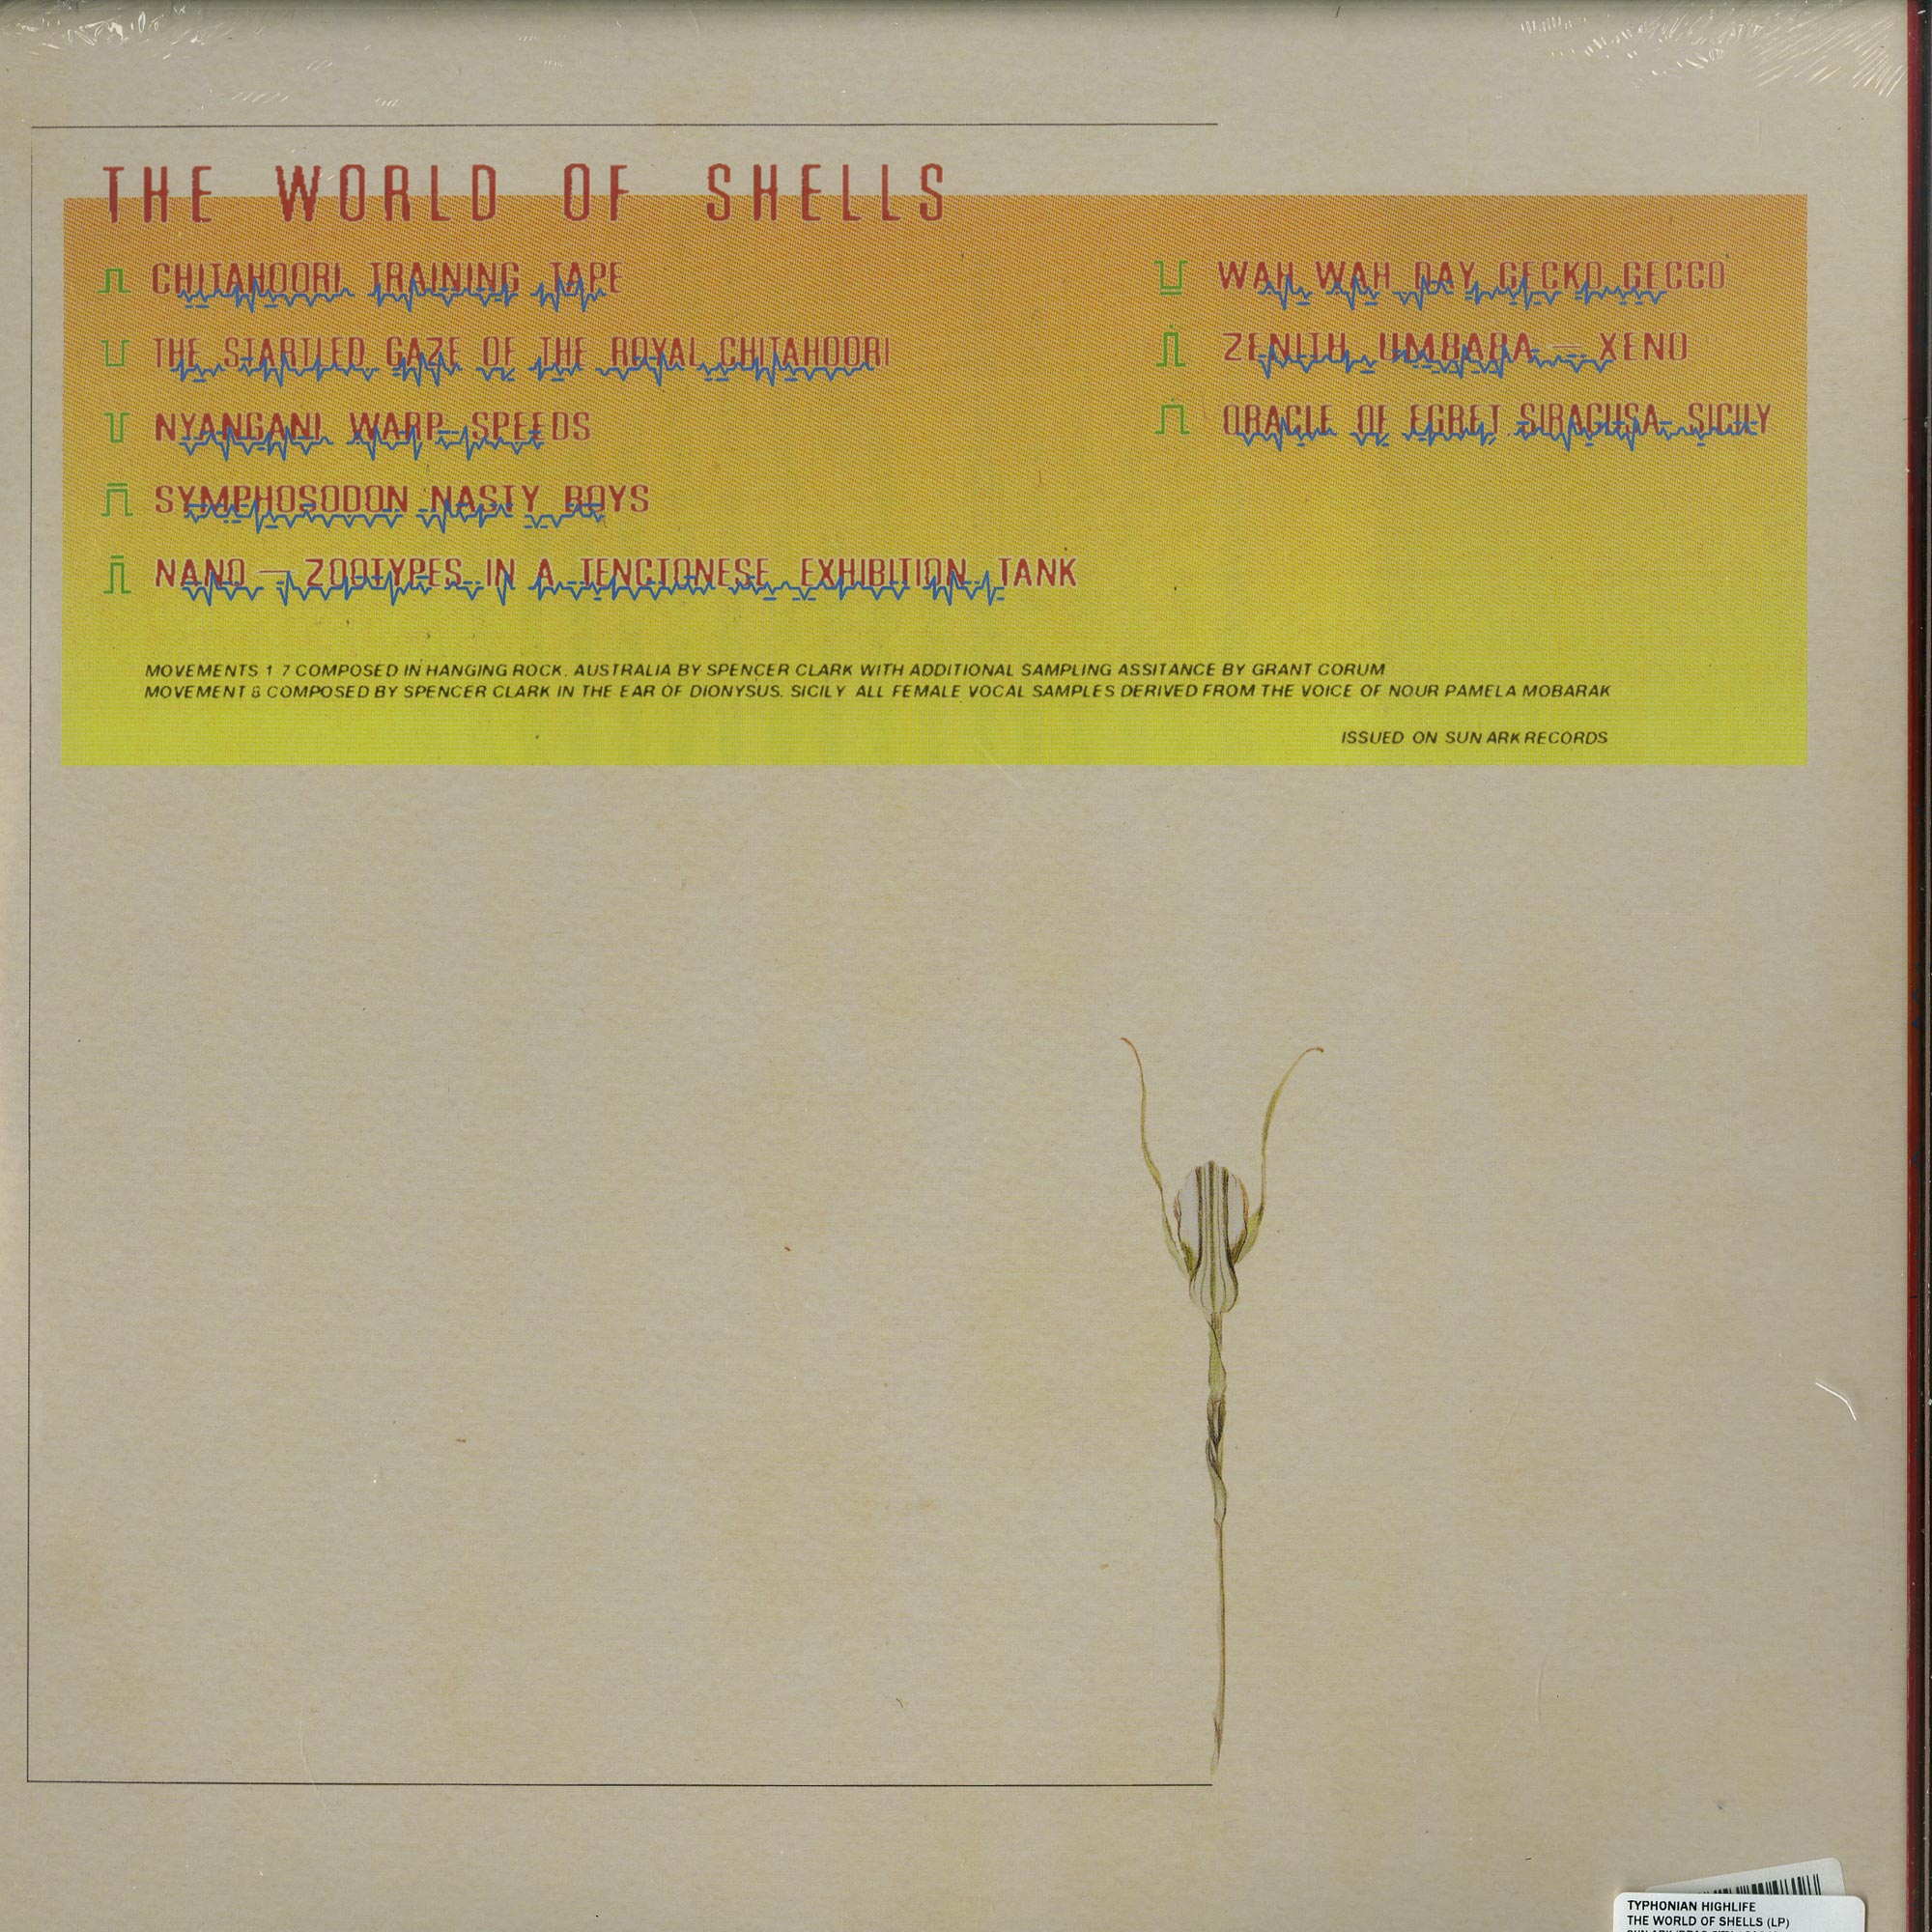 THE WORLD OF SHELLS
CHITAHOORI TRAINING TAPE
THE STARTLED GAZE OF THE ROYAL CHITAHOORI
NYANGANI WARP SPEEDS
SYMPHOSODON NASTY BOYS
NANO — ZOOTYPES IN A TENCTONESE EXHIBITION TANK
WAH WAH DAY GECKO GECCO
ZENITH UMBARA — XENO
ORACLE OF EGRET SIRACUSA SICILY
MOVEMENTS 1 7 COMPOSED IN HANGING ROCK, AUSTRALIA BY SPENCER CLARK WITH ADDITIONAL SAMPLING ASSITANCE BY GRANT CORUM
MOVEMENT 8 COMPOSED BY SPENCER CLARK IN THE EAR OF DIONYSUS, SICILY ALL FEMALE VOCAL SAMPLES DERIVED FROM THE VOICE OF NOUR PAMELA MOBARAK
ISSUED ON SUN ARK RECORDS
TYPHONIAN HIGHLIFE
THE WORLD OF SHELLS (LP)